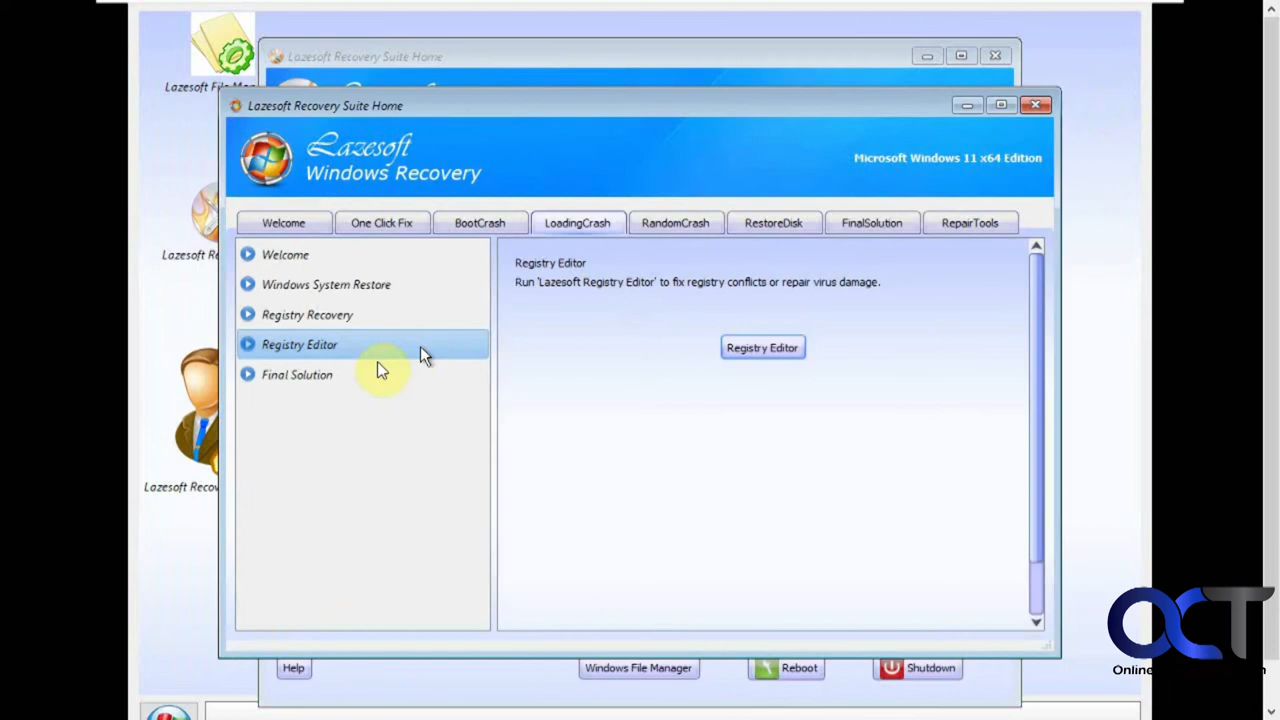 Lazesoft File Man
Lazesoft Recovery Suite Home
Lazesoft Recovery Suite Home
Lazesoft
Windows Recovery
Microsoft Windows 11 x64 Edition
Welcome
One Click Fix
BootCrash
LoadingCrash
RandomCrash
RestoreDisk
FinalSolution
RepairTools
Welcome
Windows System Restore
Registry Recovery
Registry Editor
Final Solution
Registry Editor
Run 'Lazesoft Registry Editor' to fix registry conflicts or repair virus damage.
Registry Editor
Lazesoft Re
Lazesoft Recov
Help
Windows File Manager
Reboot
Shutdown
OCT
Onlin